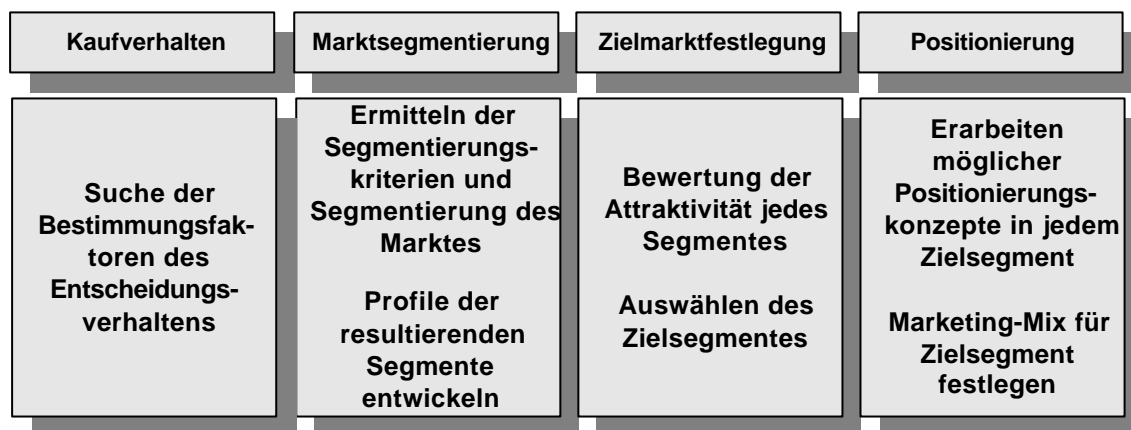 Kaufverhalten
Marktsegmentierung
Zielmarktfestlegung
Positionierung
Suche der
Bestimmungsfak-
toren des
Entscheidungs-
verhaltens
Ermitteln der
Segmentierungs-
kriterien und
Segmentierung des
Marktes
Profile der
resultierenden
Segmente
entwickeln
Bewertung der
Attraktivität jedes
Segmentes
Auswählen des
Zielsegmentes
Erarbeiten
möglicher
Positionierungs-
konzepte in jedem
Zielsegment
Marketing-Mix für
Zielsegment
festlegen